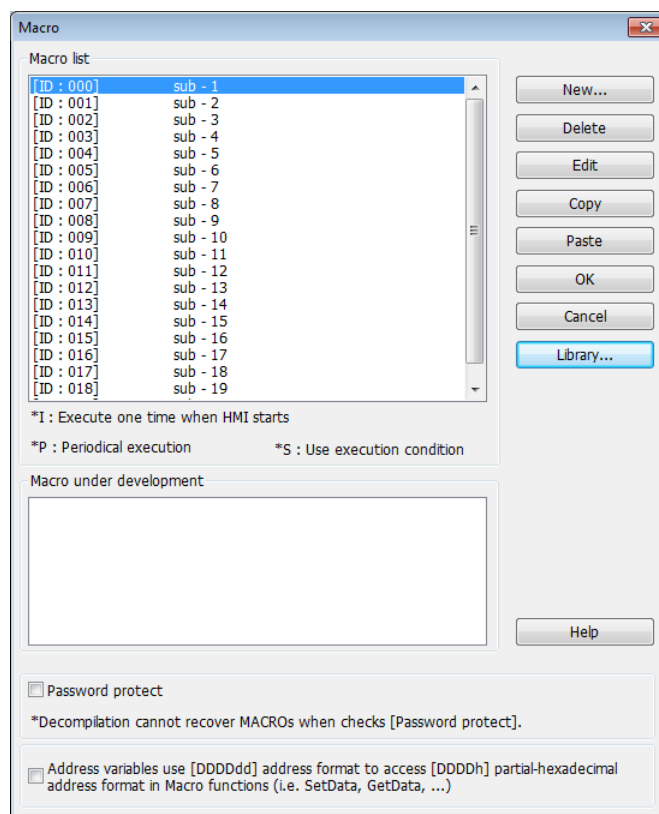 Macro
Macro list
[ID : 000] sub - 1
[ID : 001] sub - 2
[ID : 002] sub - 3
[ID : 003] sub - 4
[ID : 004] sub - 5
[ID : 005] sub - 6
[ID : 006] sub - 7
[ID : 007] sub - 8
[ID : 008] sub - 9
[ID : 009] sub - 10
[ID : 010] sub - 11
[ID : 011] sub - 12
[ID : 012] sub - 13
[ID : 013] sub - 14
[ID : 014] sub - 15
[ID : 015] sub - 16
[ID : 016] sub - 17
[ID : 017] sub - 18
[ID : 018] sub - 19
*I : Execute one time when HMI starts
*P : Periodical execution *S : Use execution condition
New...
Delete
Edit
Copy
Paste
OK
Cancel
Library...
Macro under development
Help
Password protect
*Decompilation cannot recover MACROs when checks [Password protect].
Address variables use [DDDDdd] address format to access [DDDDh] partial-hexadecimal
address format in Macro functions (i.e. SetData, GetData, ...)